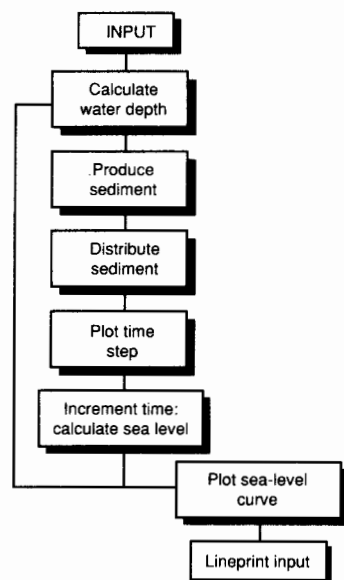 INPUT
Calculate
water depth
Produce
sediment
Distribute
sediment
Plot time
step
Increment time:
calculate sea level
Plot sea-level
curve
Lineprint input